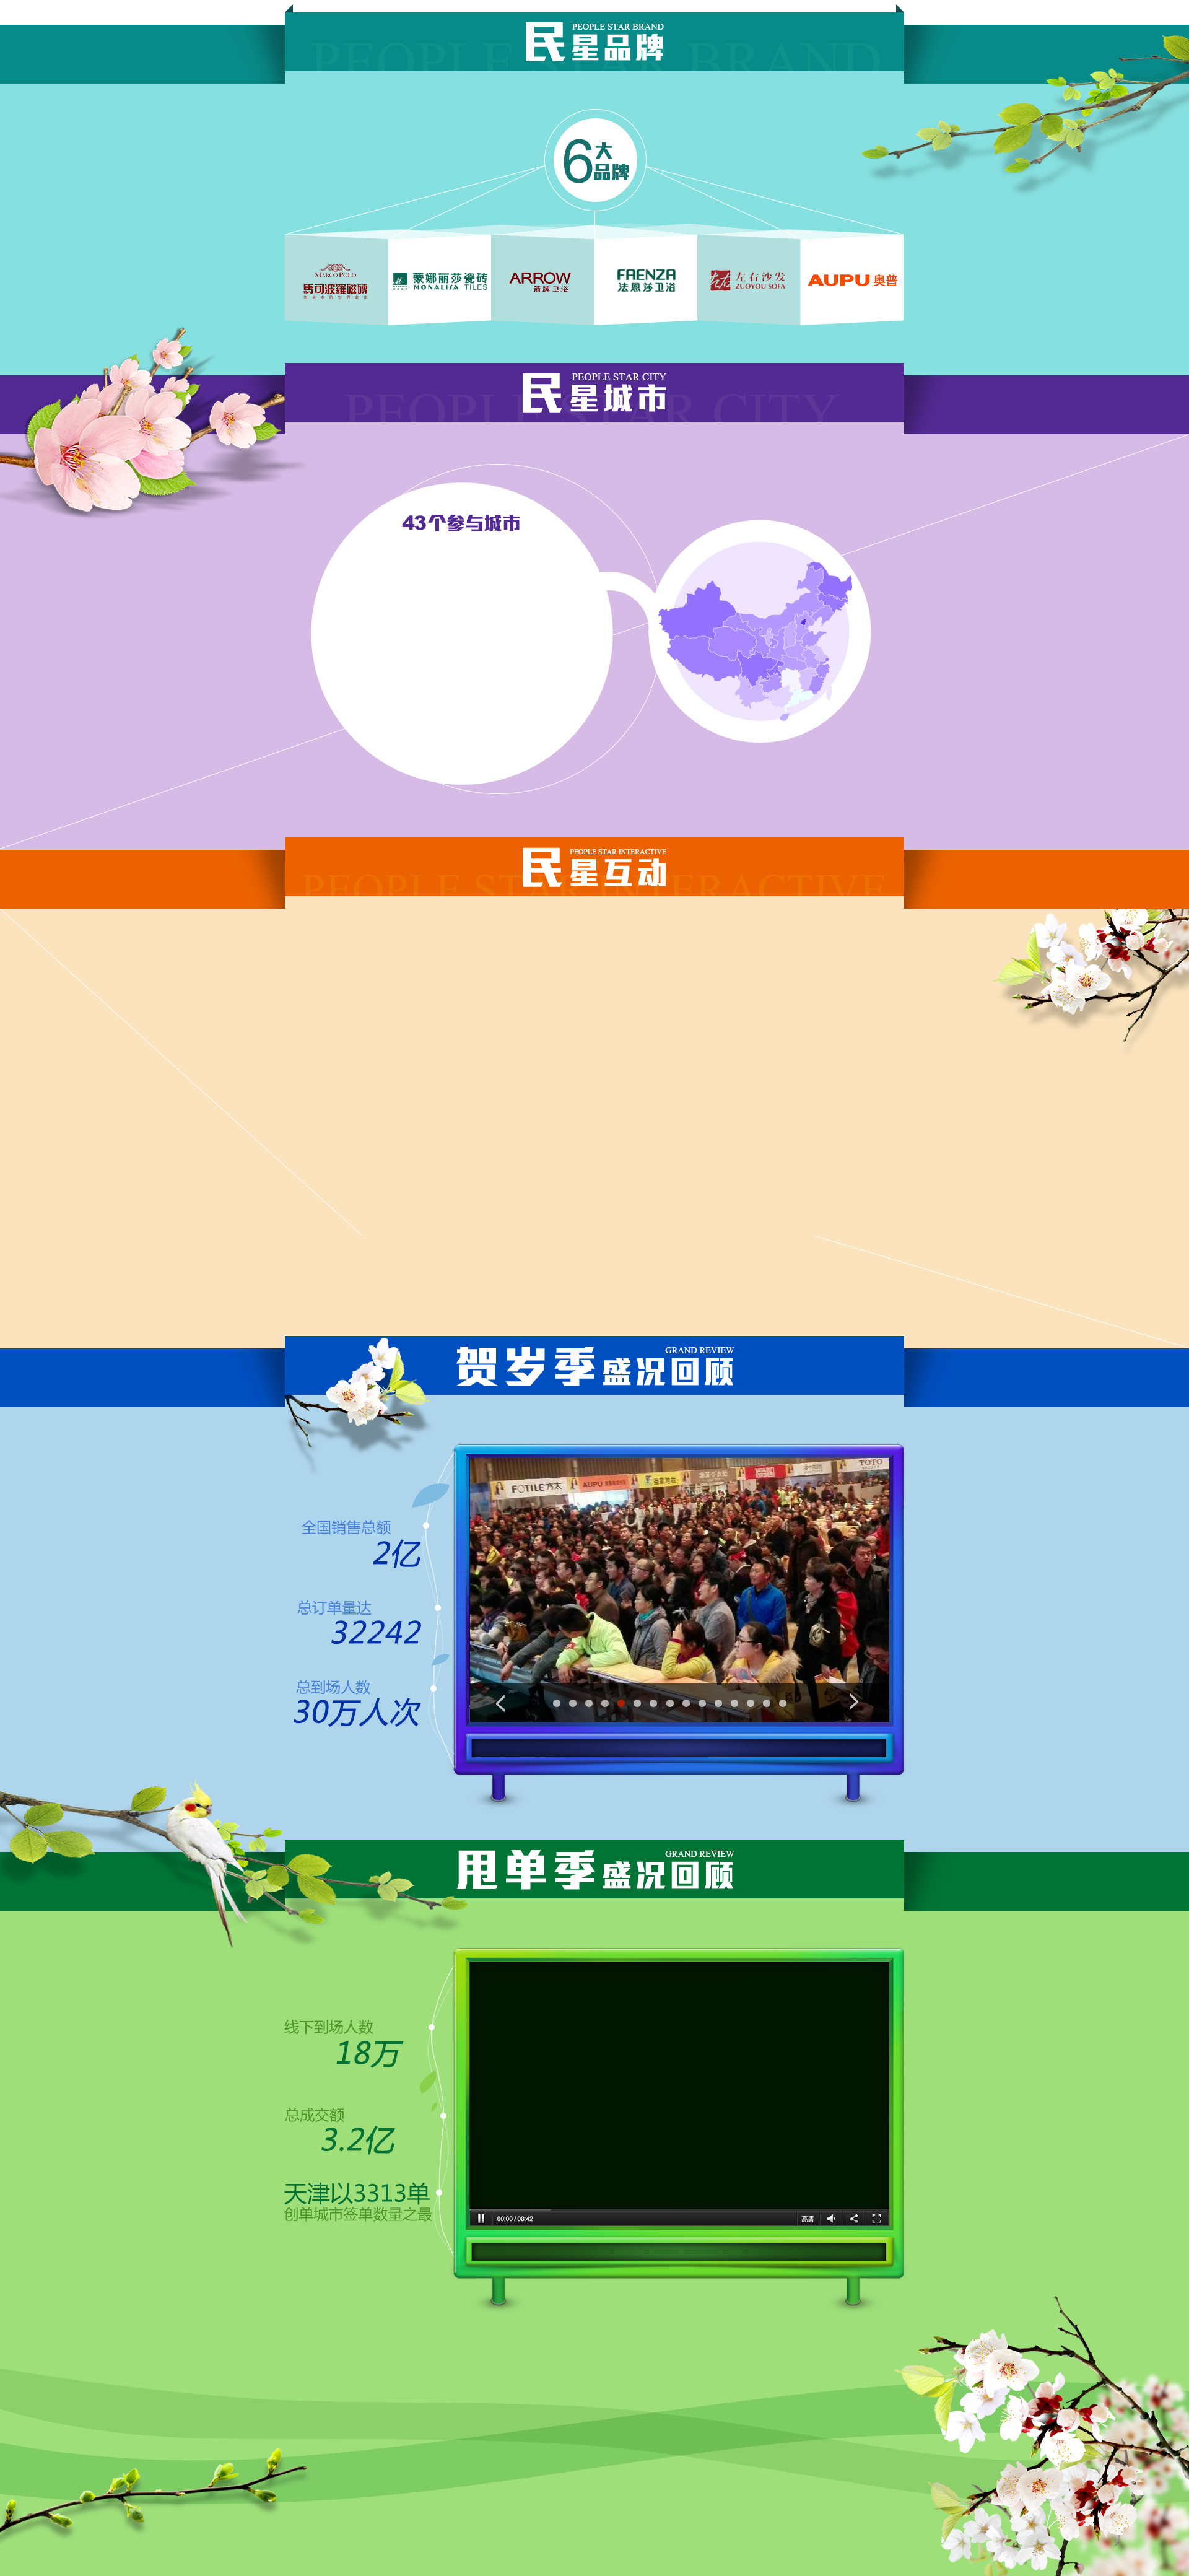 PEOPLE STAR BRAND
民星品牌
PEOPLE STAR BRAND
6大品牌
MARCO POLO
馬可波羅磁磚
蒙娜丽莎瓷砖
MONALISA TILES
ARROW
箭牌卫浴
FAENZA
法恩莎卫浴
左右沙发
ZUOYOU SOFA
AUPU 奥普
PEOPLE STAR CITY
民星城市
PEOPLE STAR CITY
43个参与城市
PEOPLE STAR INTERACTIVE
民星互动
PEOPLE STAR INTERACTIVE
GRAND REVIEW
贺岁季盛况回顾
FOTILE 方太
AUPU
TOTO
全国销售总额
2亿
总订单量达
32242
总到场人数
30万人次
GRAND REVIEW
甩单季盛况回顾
线下到场人数
18万
总成交额
3.2亿
天津以3313单
创单城市签单数量之最
00:00 / 08:42
高清